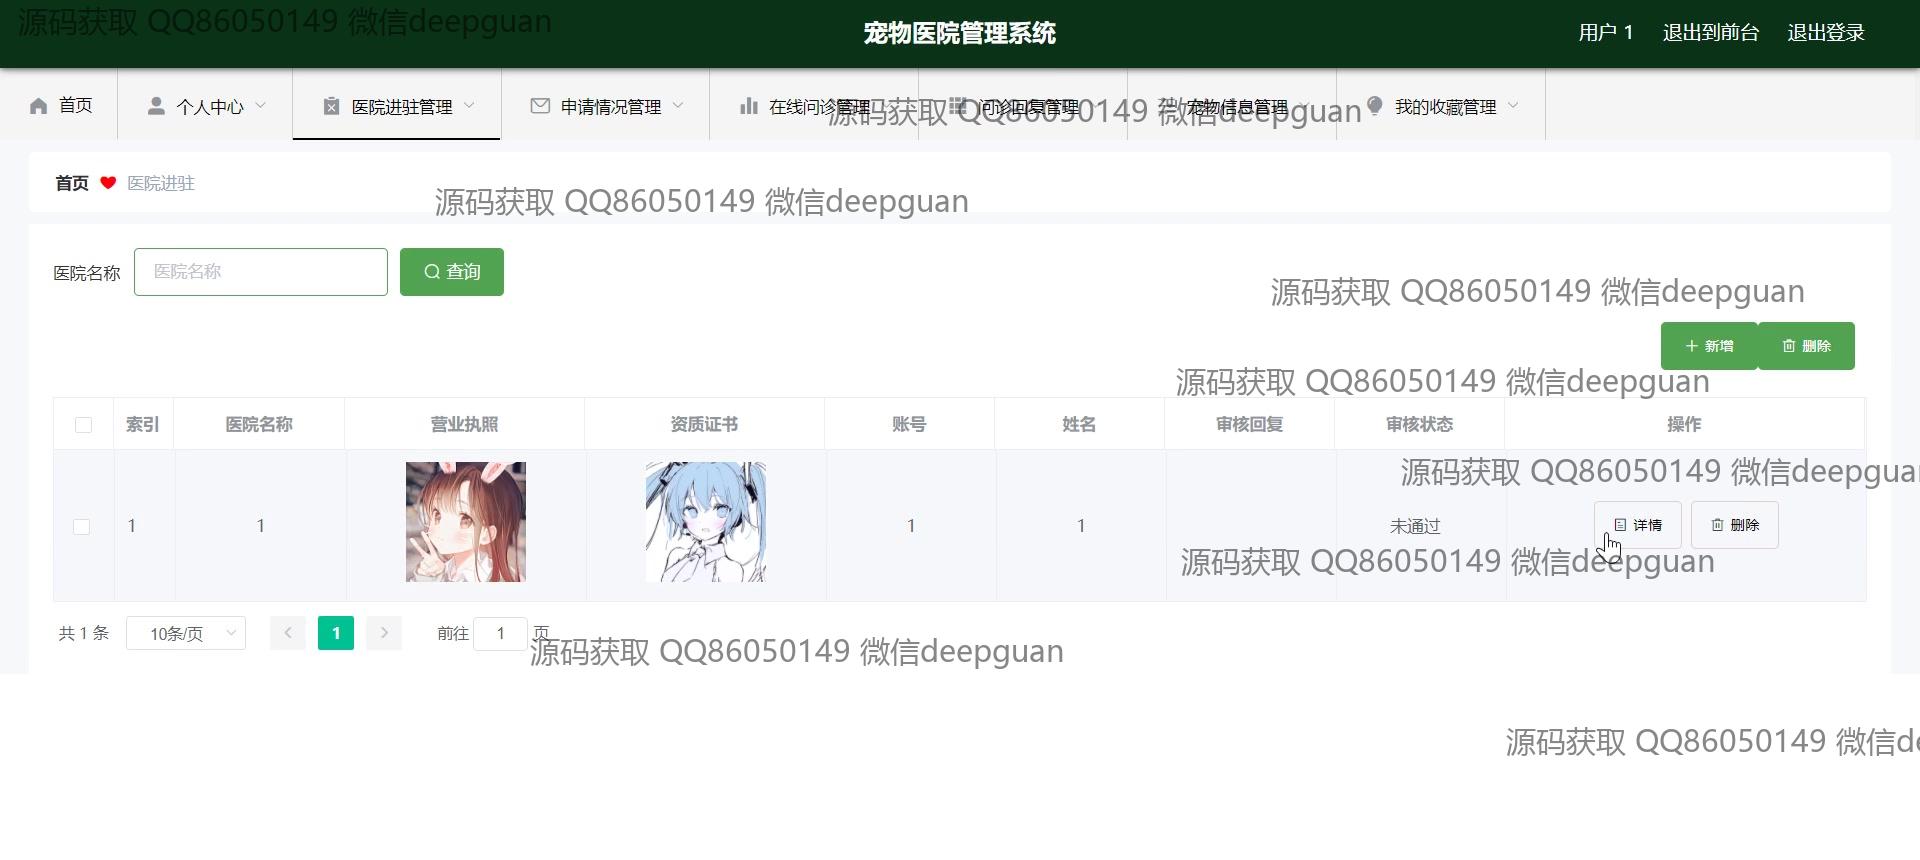 源码获取 QQ86050149 微信deepguan
宠物医院管理系统
用户 1 退出到前台 退出登录
首页 个人中心 医院进驻管理 申请情况管理 在线问诊管理 问诊回复管理 宠物信息管理 我的收藏管理
源码获取 QQ86050149 微信deepguan
首页 医院进驻
源码获取 QQ86050149 微信deepguan
医院名称 医院名称 查询
源码获取 QQ86050149 微信deepguan
新增 删除
源码获取 QQ86050149 微信deepguan
索引 医院名称 营业执照 资质证书 账号 姓名 审核回复 审核状态 操作
源码获取 QQ86050149 微信deepguan
1 1 1 1 未通过 详情 删除
源码获取 QQ86050149 微信deepguan
共 1 条 10条/页 1 前往 1 页
源码获取 QQ86050149 微信deepguan
源码获取 QQ86050149 微信de